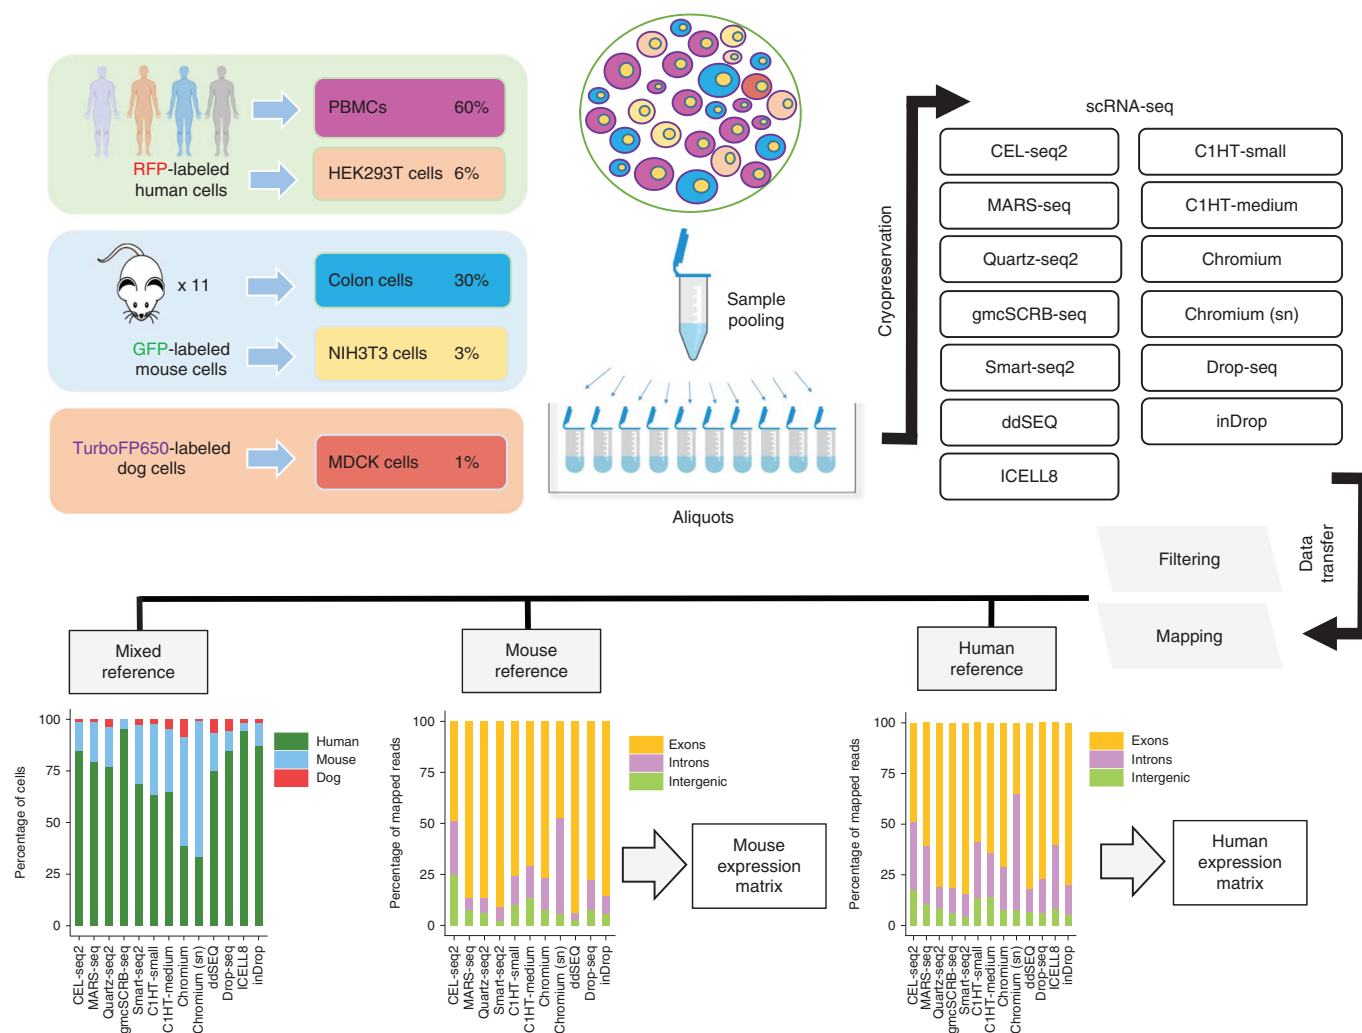 PBMCs 60%
RFP-labeled
human cells
HEK293T cells 6%
x 11
Colon cells 30%
GFP-labeled
mouse cells
NIH3T3 cells 3%
TurboFP650-labeled
dog cells
MDCK cells 1%
Sample
pooling
Aliquots
Cryopreservation
scRNA-seq
CEL-seq2
C1HT-small
MARS-seq
C1HT-medium
Quartz-seq2
Chromium
gmcSCRB-seq
Chromium (sn)
Smart-seq2
Drop-seq
ddSEQ
inDrop
ICELL8
Data
transfer
Filtering
Mapping
Mixed
reference
Mouse
reference
Human
reference
Percentage of cells
100
75
50
25
0
Human
Mouse
Dog
CEL-seq2
MARS-seq
Quartz-seq2
gmcSCRB-seq
Smart-seq2
C1HT-small
C1HT-medium
Chromium
Chromium (sn)
ddSEQ
Drop-seq
ICELL8
inDrop
Percentage of mapped reads
100
75
50
25
0
Exons
Introns
Intergenic
CEL-seq2
MARS-seq
Quartz-seq2
Smart-seq2
C1HT-small
C1HT-medium
Chromium
Chromium (sn)
ddSEQ
Drop-seq
inDrop
Mouse
expression
matrix
Percentage of mapped reads
100
75
50
25
0
Exons
Introns
Intergenic
CEL-seq2
MARS-seq
Quartz-seq2
gmcSCRB-seq
Smart-seq2
C1HT-small
C1HT-medium
Chromium
Chromium (sn)
ddSEQ
Drop-seq
ICELL8
inDrop
Human
expression
matrix